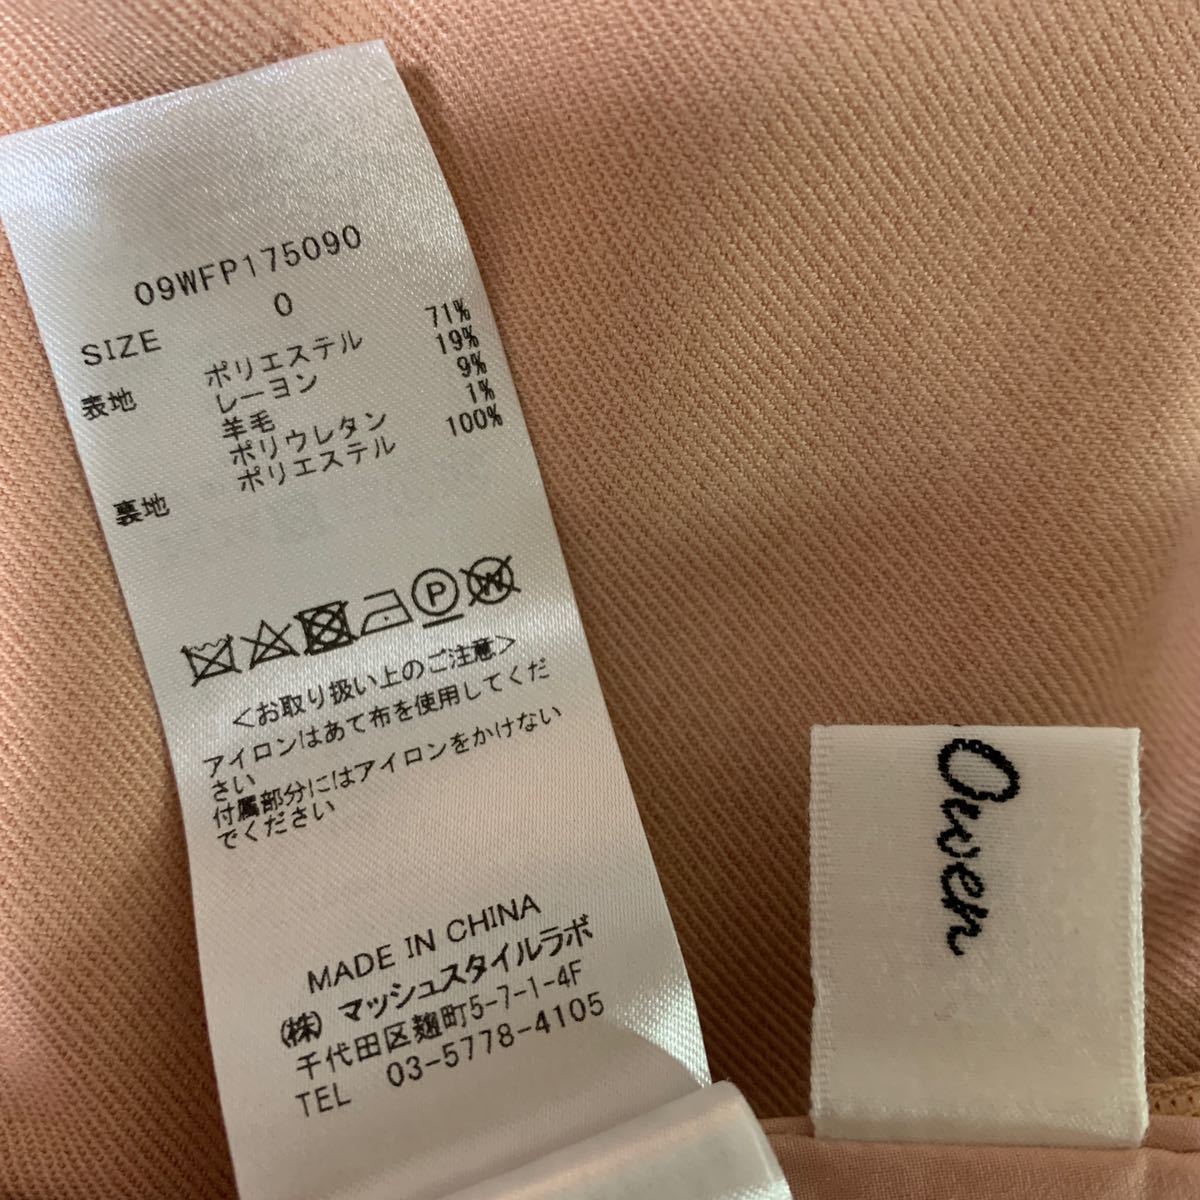 09WFP175090
SIZE 0
表地 ポリエステル 71%
レーヨン 19%
羊毛 9%
ポリウレタン 1%
裏地 ポリエステル 100%
P W
<お取り扱い上のご注意>
アイロンはあて布を使用してくだ
さい
付属部分にはアイロンをかけない
でください
MADE IN CHINA
(株) マッシュスタイルラボ
千代田区麹町5-7-1-4F
TEL 03-5778-4105
Owen